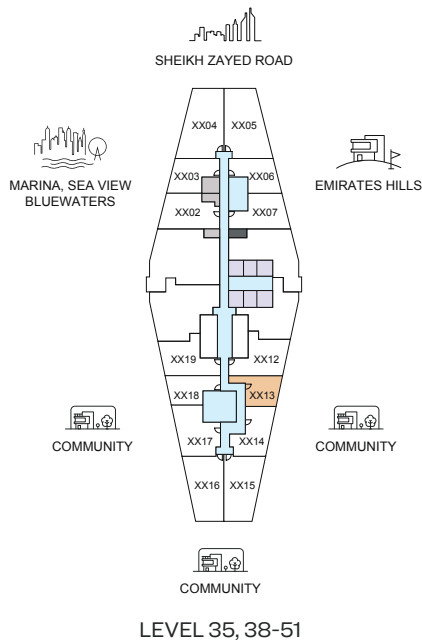 SHEIKH ZAYED ROAD
XX04 XX05
MARINA, SEA VIEW
BLUEWATERS
EMIRATES HILLS
XX03 XX06
XX02 XX07
XX19 XX12
XX18 XX13
COMMUNITY
COMMUNITY
XX17 XX14
XX16 XX15
COMMUNITY
LEVEL 35, 38-51